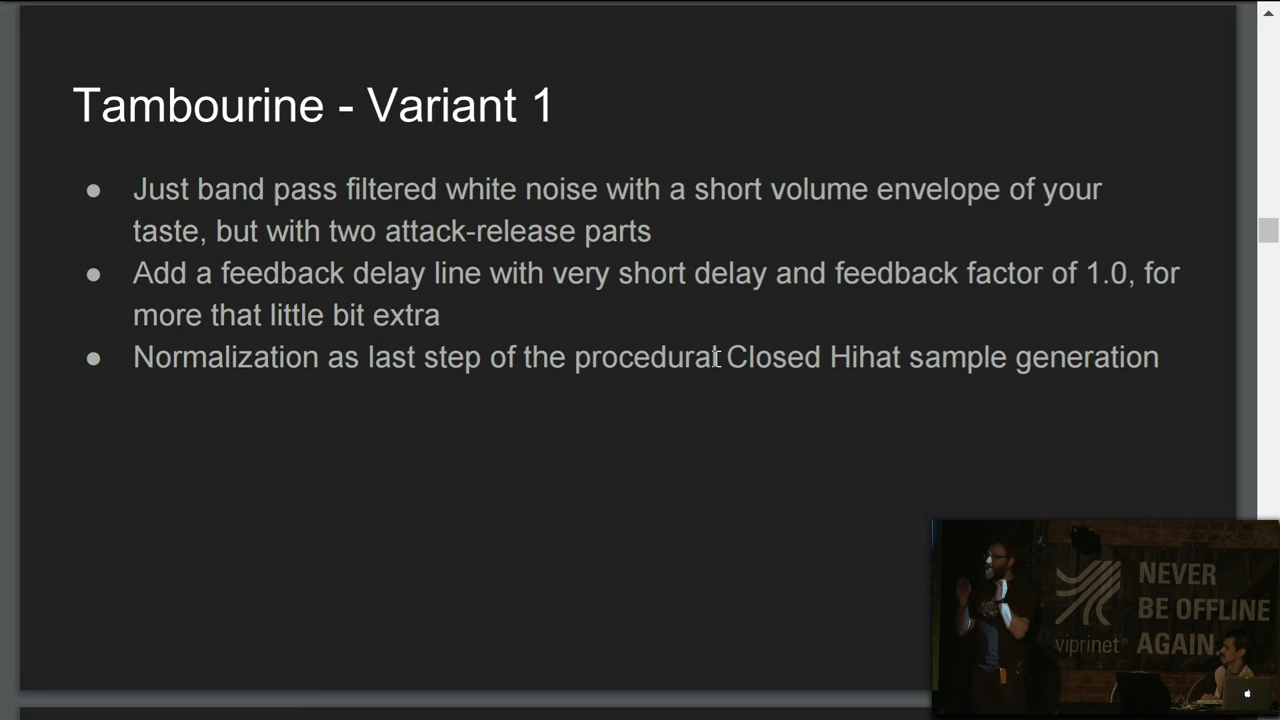 Tambourine - Variant 1
● Just band pass filtered white noise with a short volume envelope of your
taste, but with two attack-release parts
● Add a feedback delay line with very short delay and feedback factor of 1.0, for
more that little bit extra
● Normalization as last step of the procedural Closed Hihat sample generation
NEVER
BE OFFLINE
AGAIN.
viprinet®